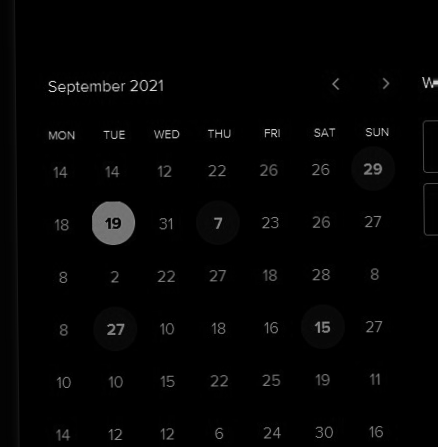 September 2021
W
MON TUE WED THU FRI SAT SUN
14 14 12 22 26 26 29
18 19 31 7 23 26 27
8 2 22 27 18 28 8
8 27 10 18 16 15 27
10 10 15 22 25 19 11
14 12 12 6 24 30 16